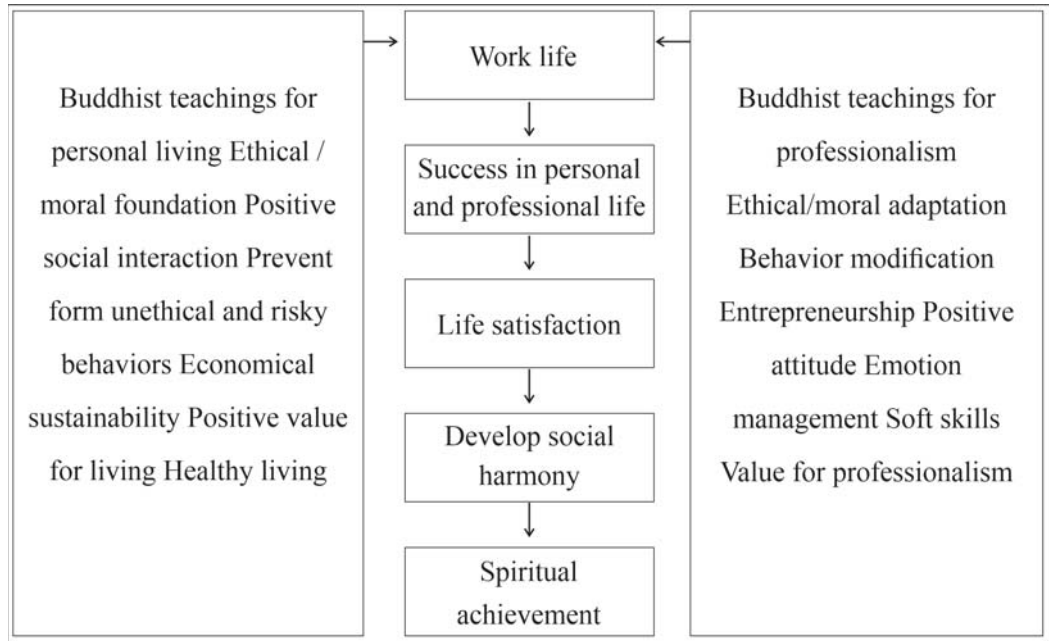 Buddhist teachings for
personal living Ethical /
moral foundation Positive
social interaction Prevent
form unethical and risky
behaviors Economical
sustainability Positive value
for living Healthy living
Work life
Success in personal
and professional life
Life satisfaction
Develop social
harmony
Spiritual
achievement
Buddhist teachings for
professionalism
Ethical/moral adaptation
Behavior modification
Entrepreneurship Positive
attitude Emotion
management Soft skills
Value for professionalism